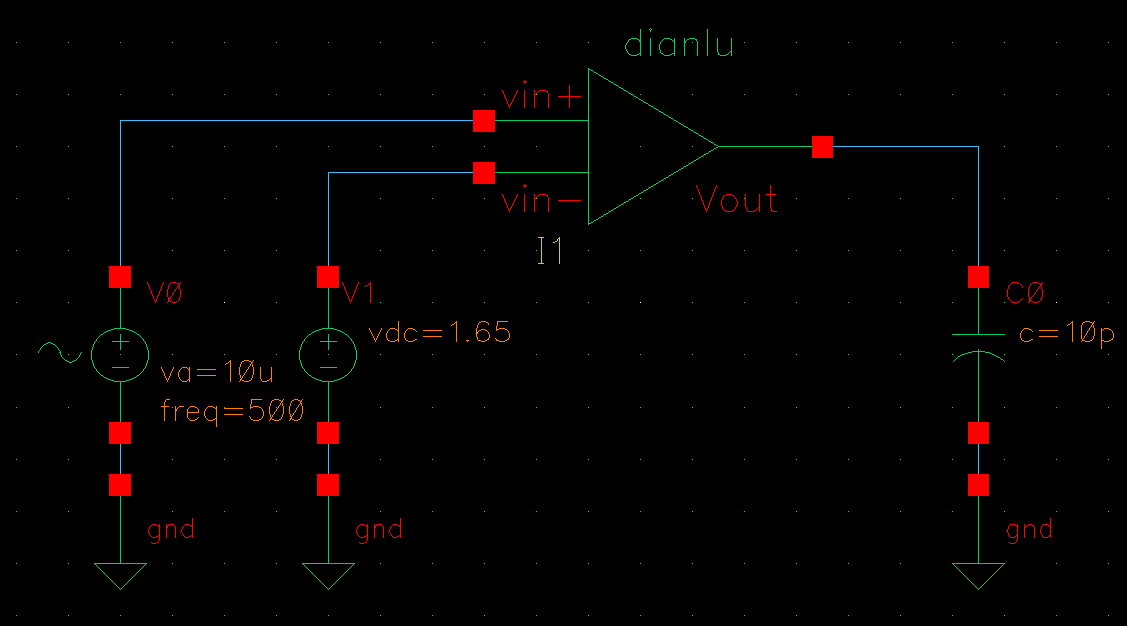 dianlu
vin+
vin-
Vout
I1
V0
V1
C0
vdc=1.65
c=10p
va=10u
freq=500
gnd
gnd
gnd